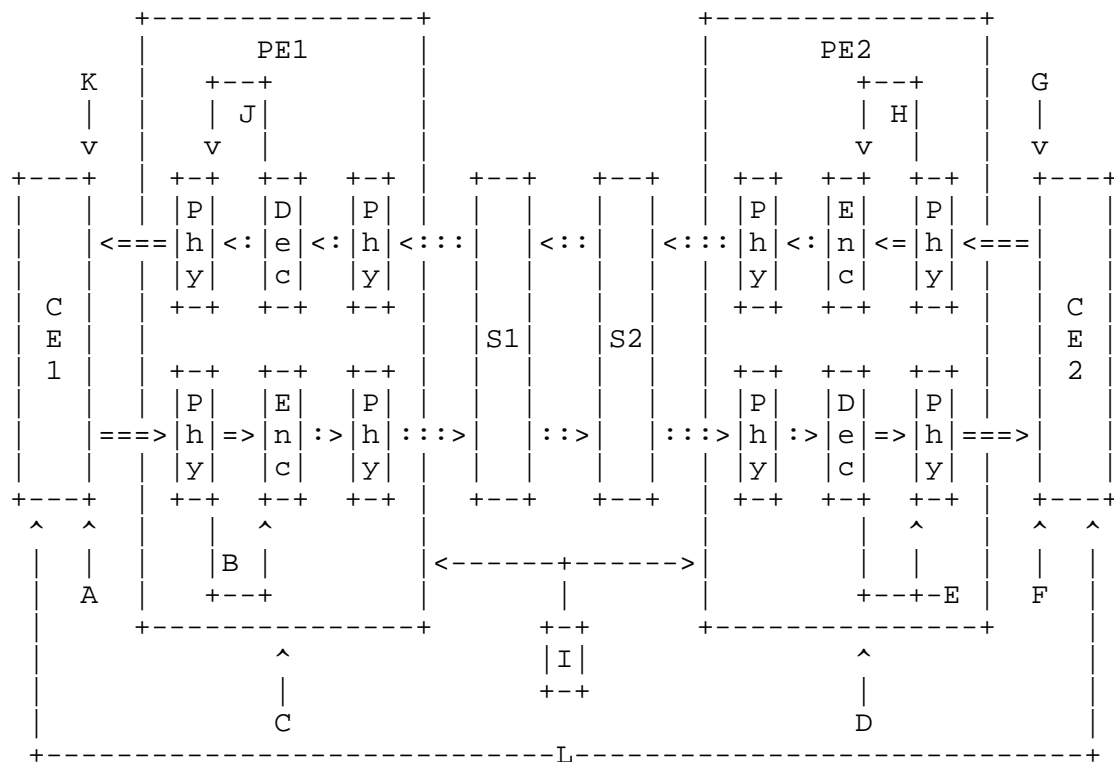 +---------------+               +---------------+
       |      PE1      |               |      PE2      |
    K  |   +--+        |               |        +--+   |  G
    |  |   | J|        |               |        | H|   |  |
    v  |   v  |        |               |        v  |   |  v
+---+  | +-+  +-+  +-+ |  +--+   +--+  | +-+  +-+  +-+ |  +---+
|   |  | |P|  |D|  |P| |  |  |   |  |  | |P|  |E|  |P| |  |   |
|   |<===|h|<:|e|<:|h|<:::|  |<::|  |<:::|h|<:|n|<=|h|<===|   |
|   |  | |y|  |c|  |y| |  |  |   |  |  | |y|  |c|  |y| |  |   |
| C |  | +-+  +-+  +-+ |  |  |   |  |  | +-+  +-+  +-+ |  | C |
| E |  |               |  |S1|   |S2|  |               |  | E |
| 1 |  | +-+  +-+  +-+ |  |  |   |  |  | +-+  +-+  +-+ |  | 2 |
|   |  | |P|  |E|  |P| |  |  |   |  |  | |P|  |D|  |P| |  |   |
|   |===>|h|=>|n|:>|h|:::>|  |::>|  |:::>|h|:>|e|=>|h|===>|   |
|   |  | |y|  |c|  |y| |  |  |   |  |  | |y|  |c|  |y| |  |   |
+---+  | +-+  +-+  +-+ |  +--+   +--+  | +-+  +-+  +-+ |  +---+
 ^  ^  |   |  ^        |               |        |  ^   |  ^  ^
 |  |  |   |B |        |<------+------>|        |  |   |  |  |
 |  A  |   +--+        |       |       |        +--+-E |  F  |
 |     +---------------+      +-+      +---------------+     |
 |             ^              |I|               ^            |
 |             |              +-+               |            |
 |             C                                D            |
 +-----------------------------L-----------------------------+